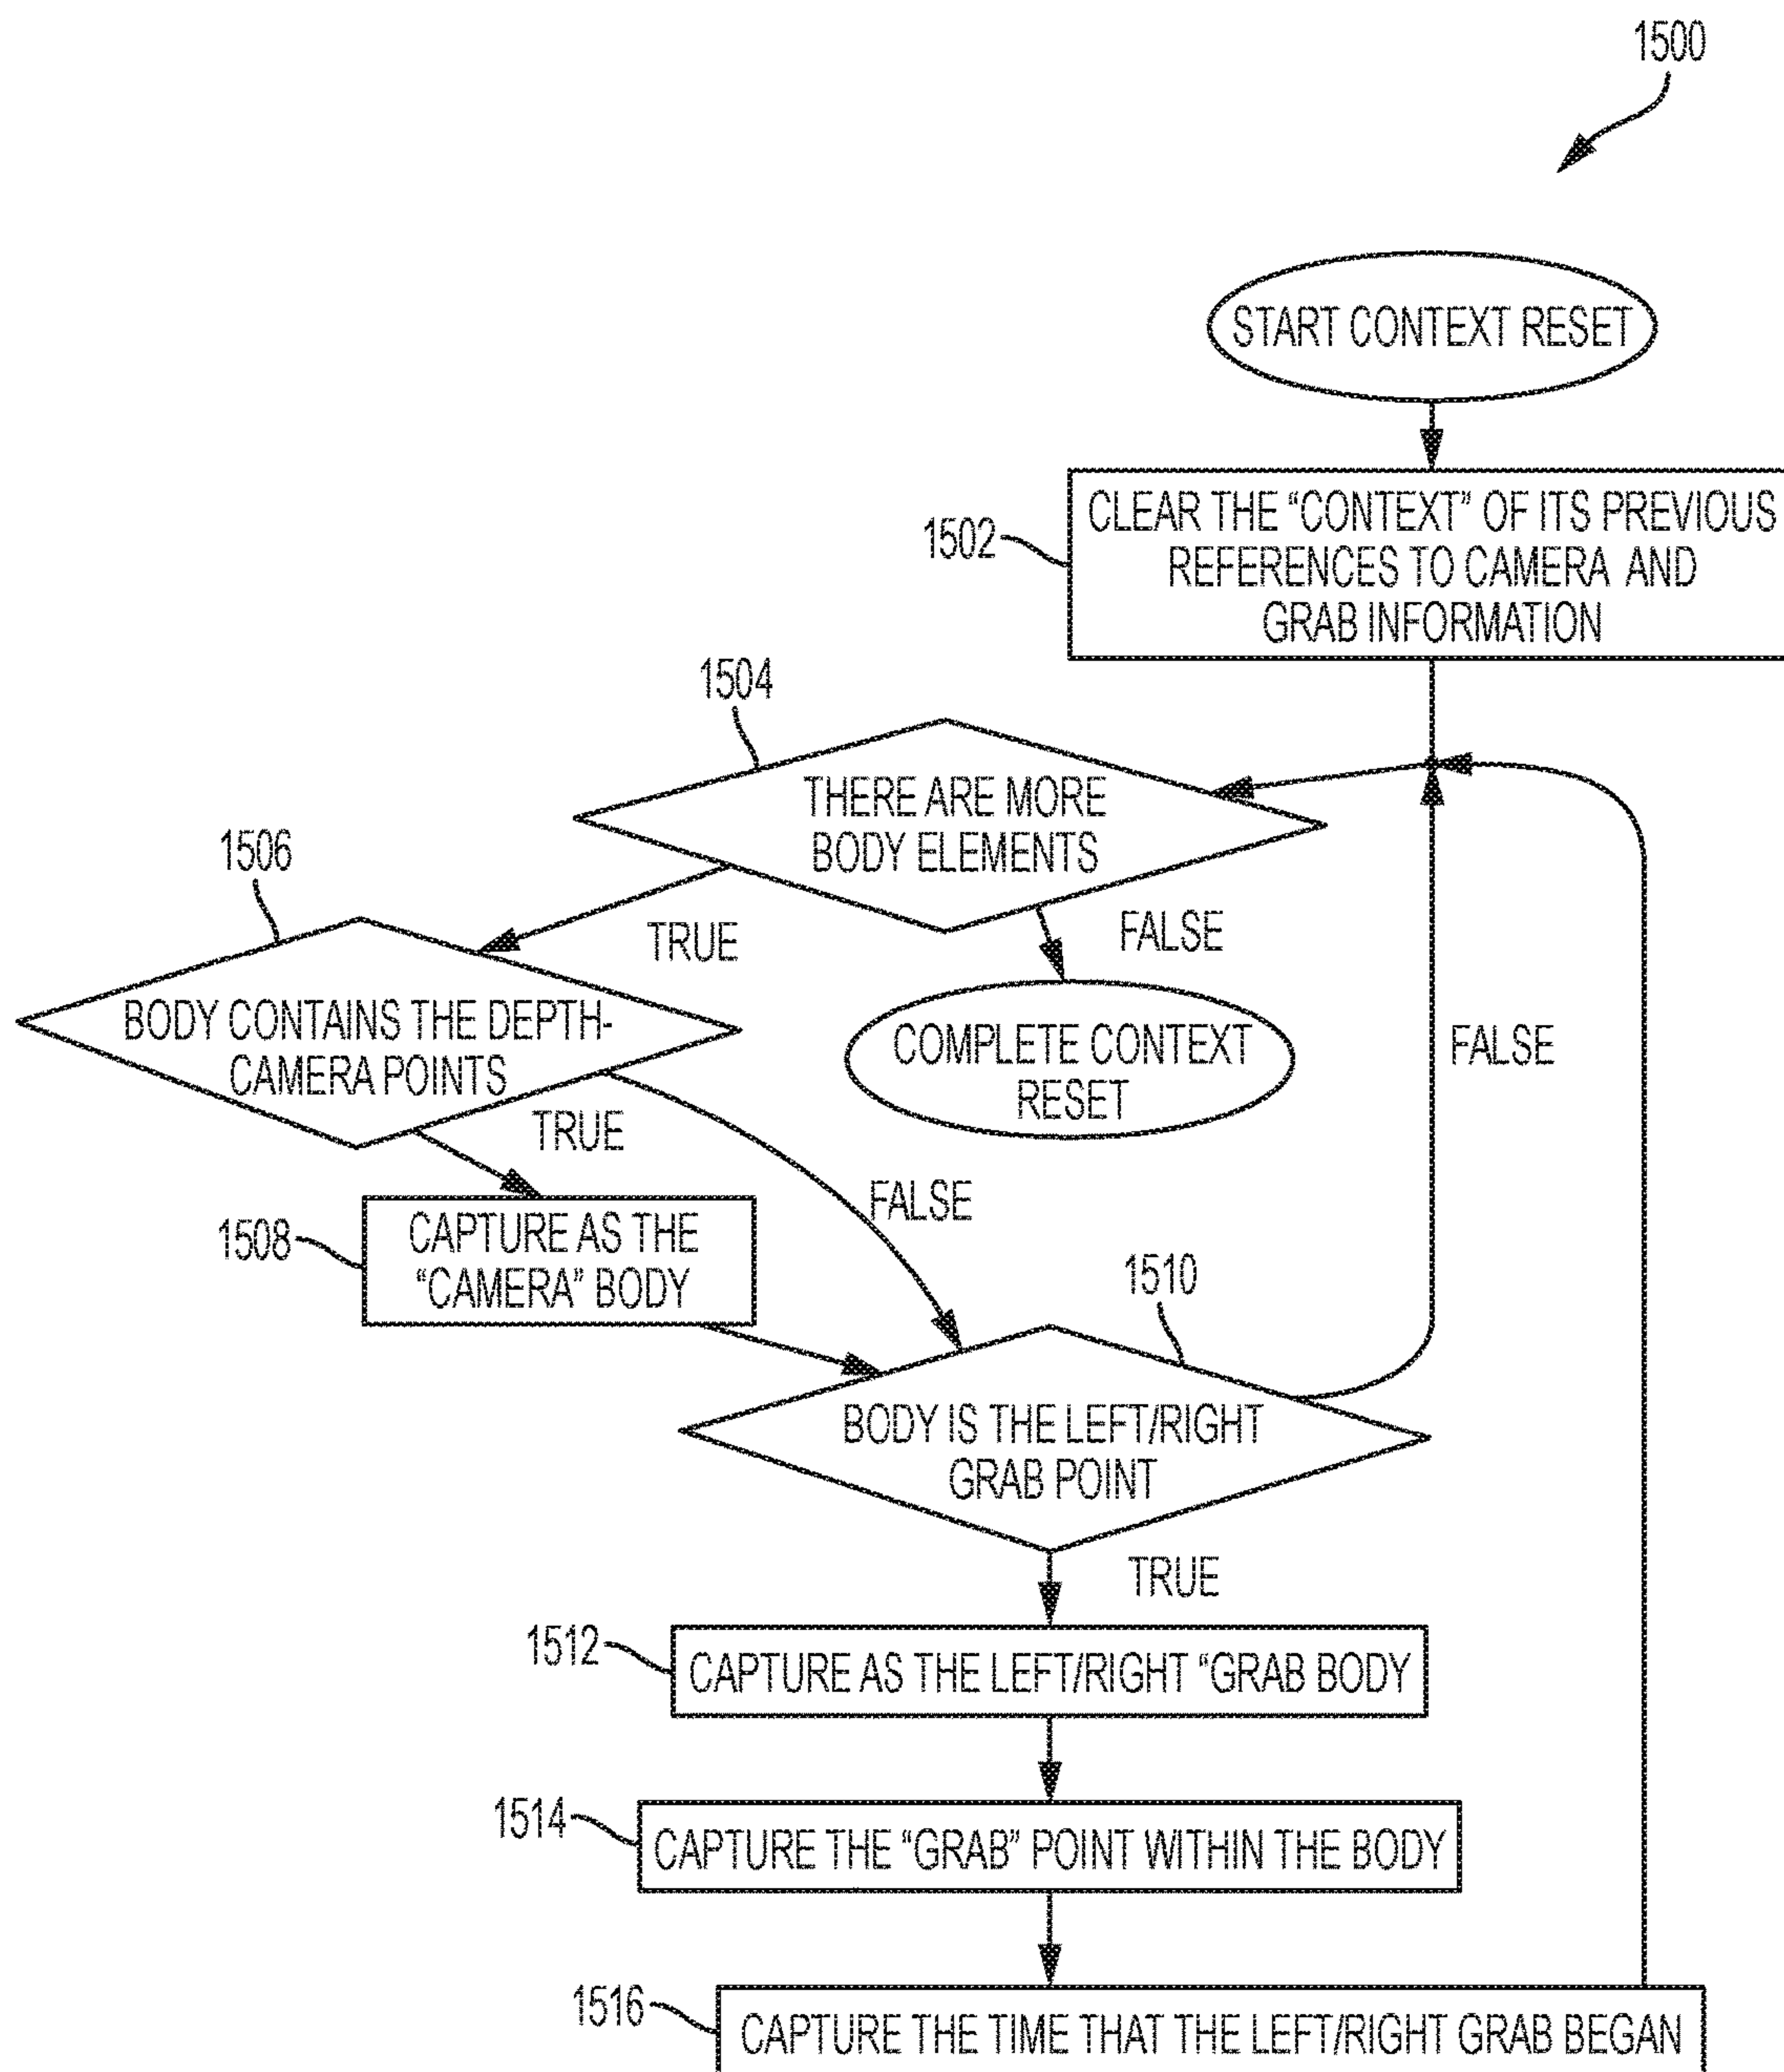 1500
START CONTEXT RESET
1502
CLEAR THE “CONTEXT” OF ITS PREVIOUS
REFERENCES TO CAMERA AND
GRAB INFORMATION
1504
THERE ARE MORE
BODY ELEMENTS
1506
TRUE
FALSE
BODY CONTAINS THE DEPTH-
CAMERA POINTS
COMPLETE CONTEXT
RESET
FALSE
TRUE
FALSE
1508
CAPTURE AS THE
“CAMERA” BODY
1510
BODY IS THE LEFT/RIGHT
GRAB POINT
TRUE
1512
CAPTURE AS THE LEFT/RIGHT “GRAB BODY
1514
CAPTURE THE “GRAB” POINT WITHIN THE BODY
1516
CAPTURE THE TIME THAT THE LEFT/RIGHT GRAB BEGAN